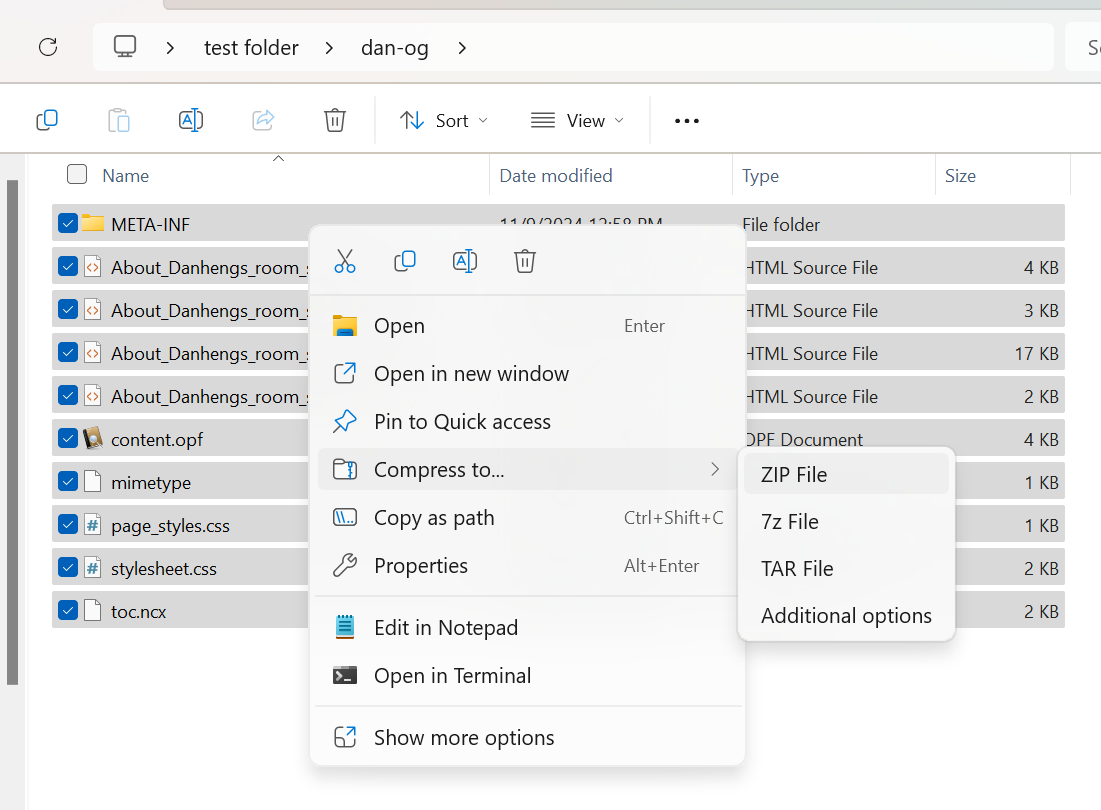 test folder
dan-og
Sort
View
Name
Date modified
Type
Size
META-INF
11/9/2024 12:58 PM
File folder
About_Danhengs_room_
HTML Source File
4 KB
About_Danhengs_room_
HTML Source File
3 KB
About_Danhengs_room_
HTML Source File
17 KB
About_Danhengs_room_
HTML Source File
2 KB
content.opf
OPF Document
4 KB
mimetype
1 KB
page_styles.css
1 KB
stylesheet.css
2 KB
toc.ncx
2 KB
Open
Enter
Open in new window
Pin to Quick access
Compress to...
Copy as path
Ctrl+Shift+C
Properties
Alt+Enter
Edit in Notepad
Open in Terminal
Show more options
ZIP File
7z File
TAR File
Additional options